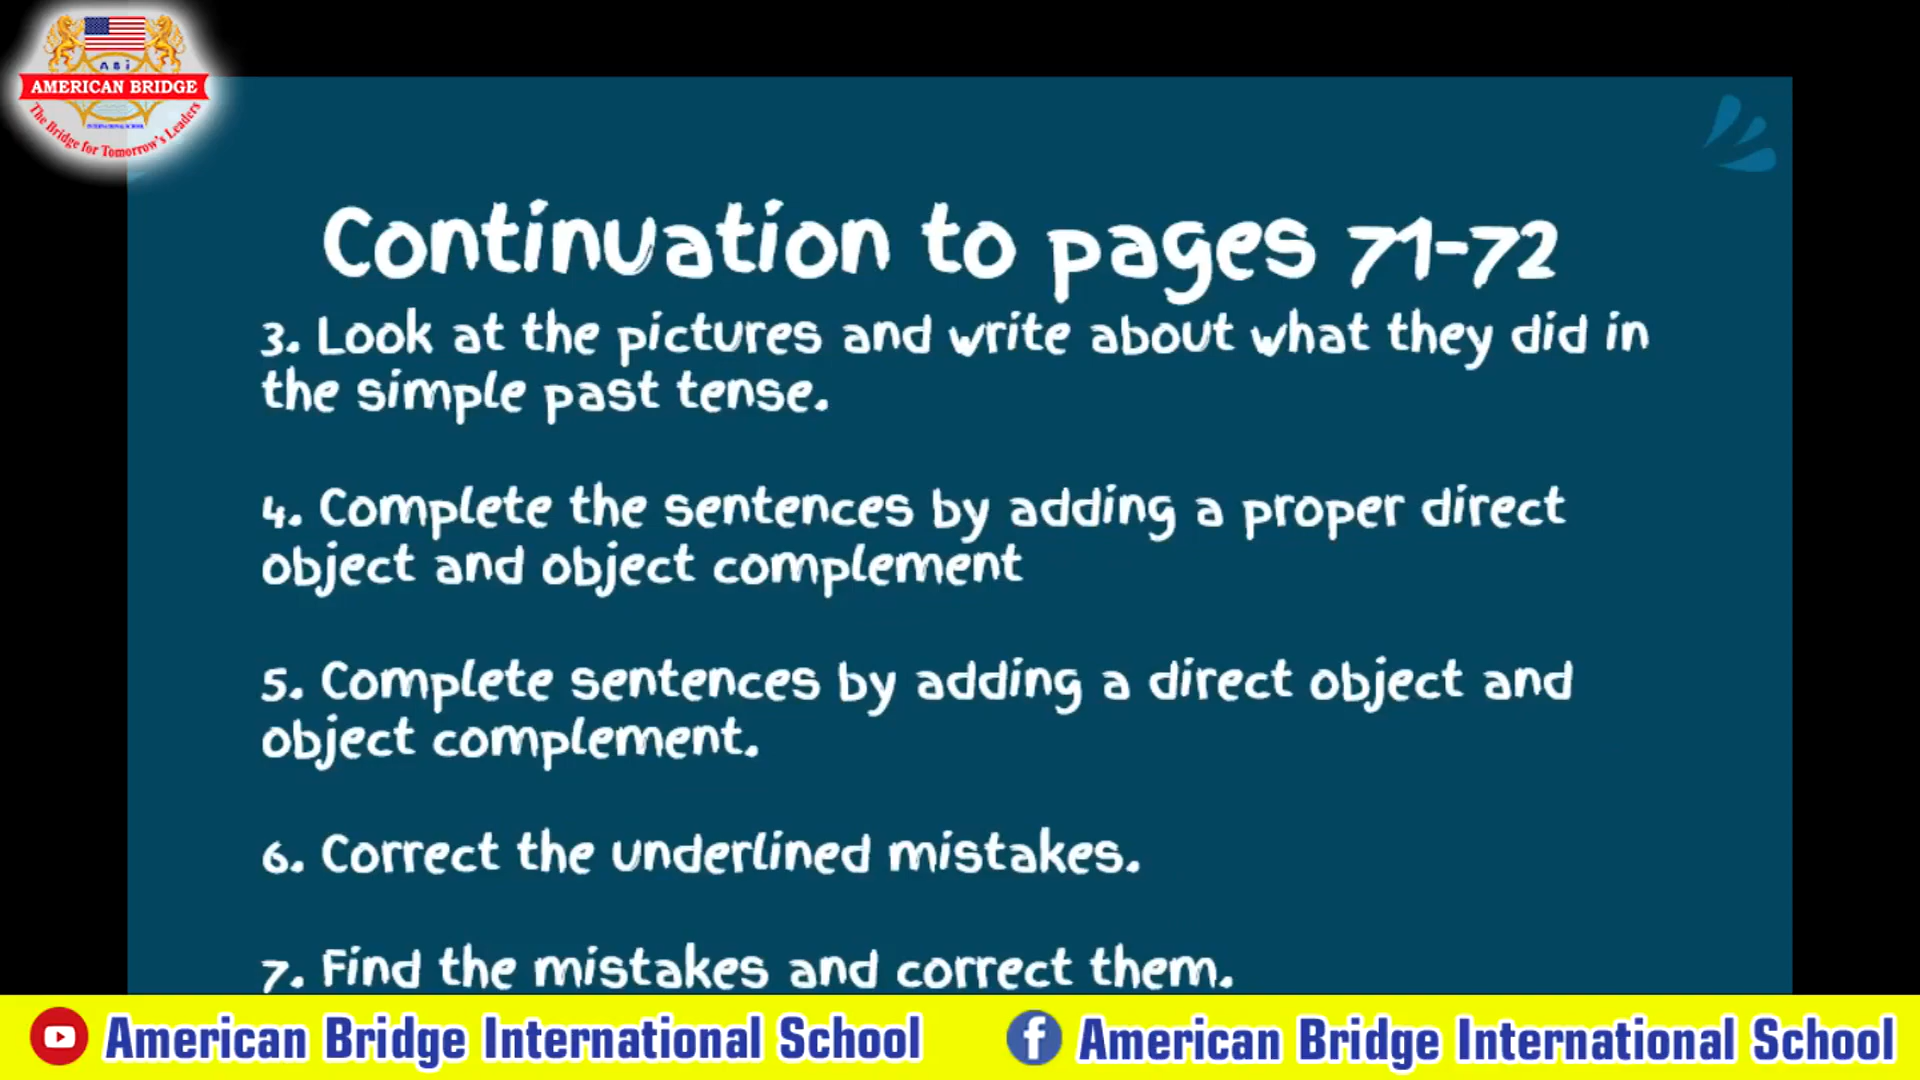 A B i
AMERICAN BRIDGE
INTERNATIONAL SCHOOL
The Bridge for Tomorrow's Leaders
Continuation to pages 71-72
3. Look at the pictures and write about what they did in
the simple past tense.
4. Complete the sentences by adding a proper direct
object and object complement
5. Complete sentences by adding a direct object and
object complement.
6. Correct the underlined mistakes.
7. Find the mistakes and correct them.
American Bridge International School
American Bridge International School